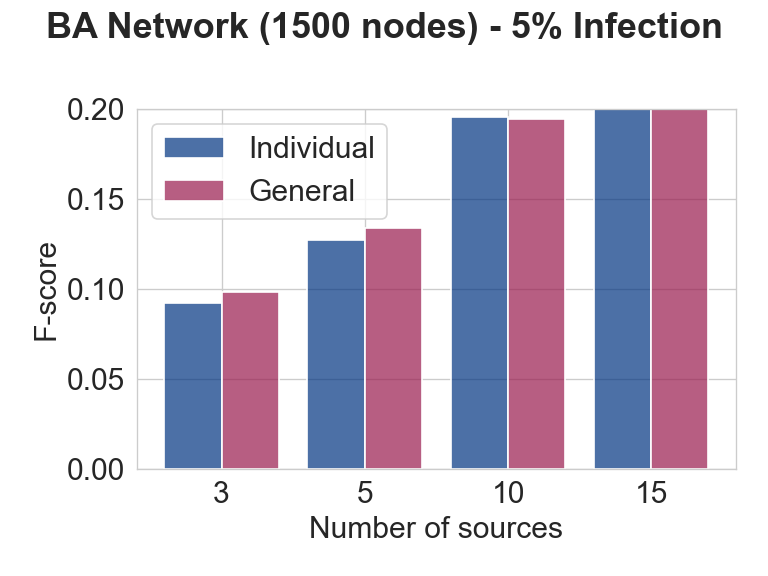 BA Network (1500 nodes) - 5% Infection
0.20
0.15
0.10
0.05
0.00
F-score
Individual
General
3 5 10 15
Number of sources